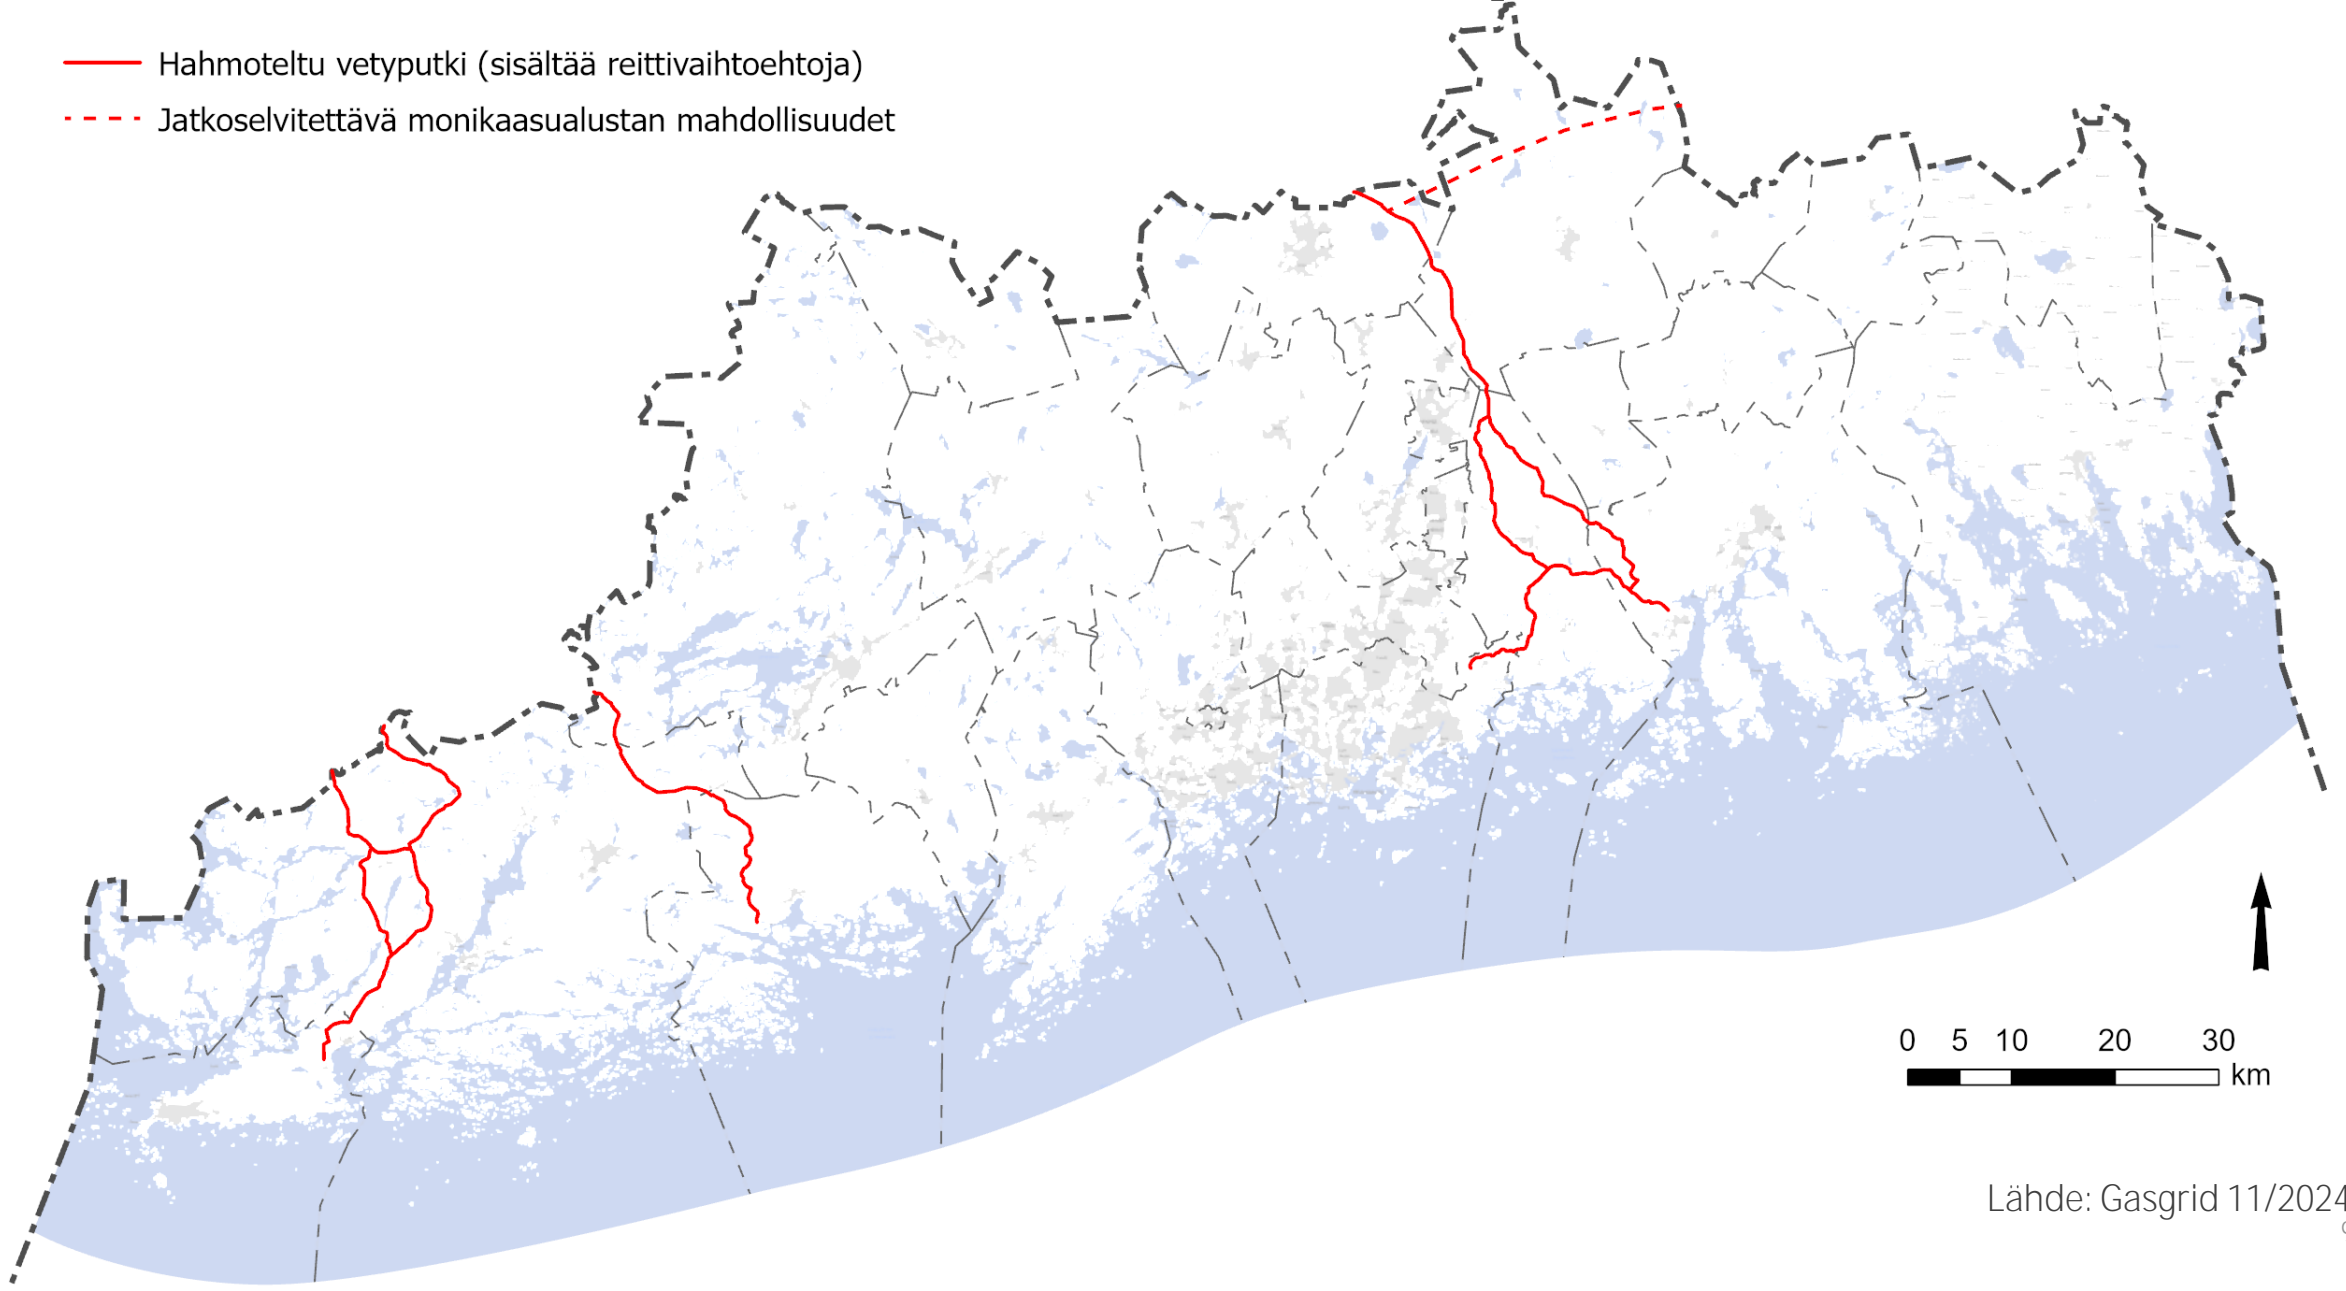 Hahmoteltu vetyputki (sisältää reittivaihtoehtoja)
Jatkoselvitettävä monikaasualustan mahdollisuudet
0 5 10 20 30
km
Lähde: Gasgrid 11/2024